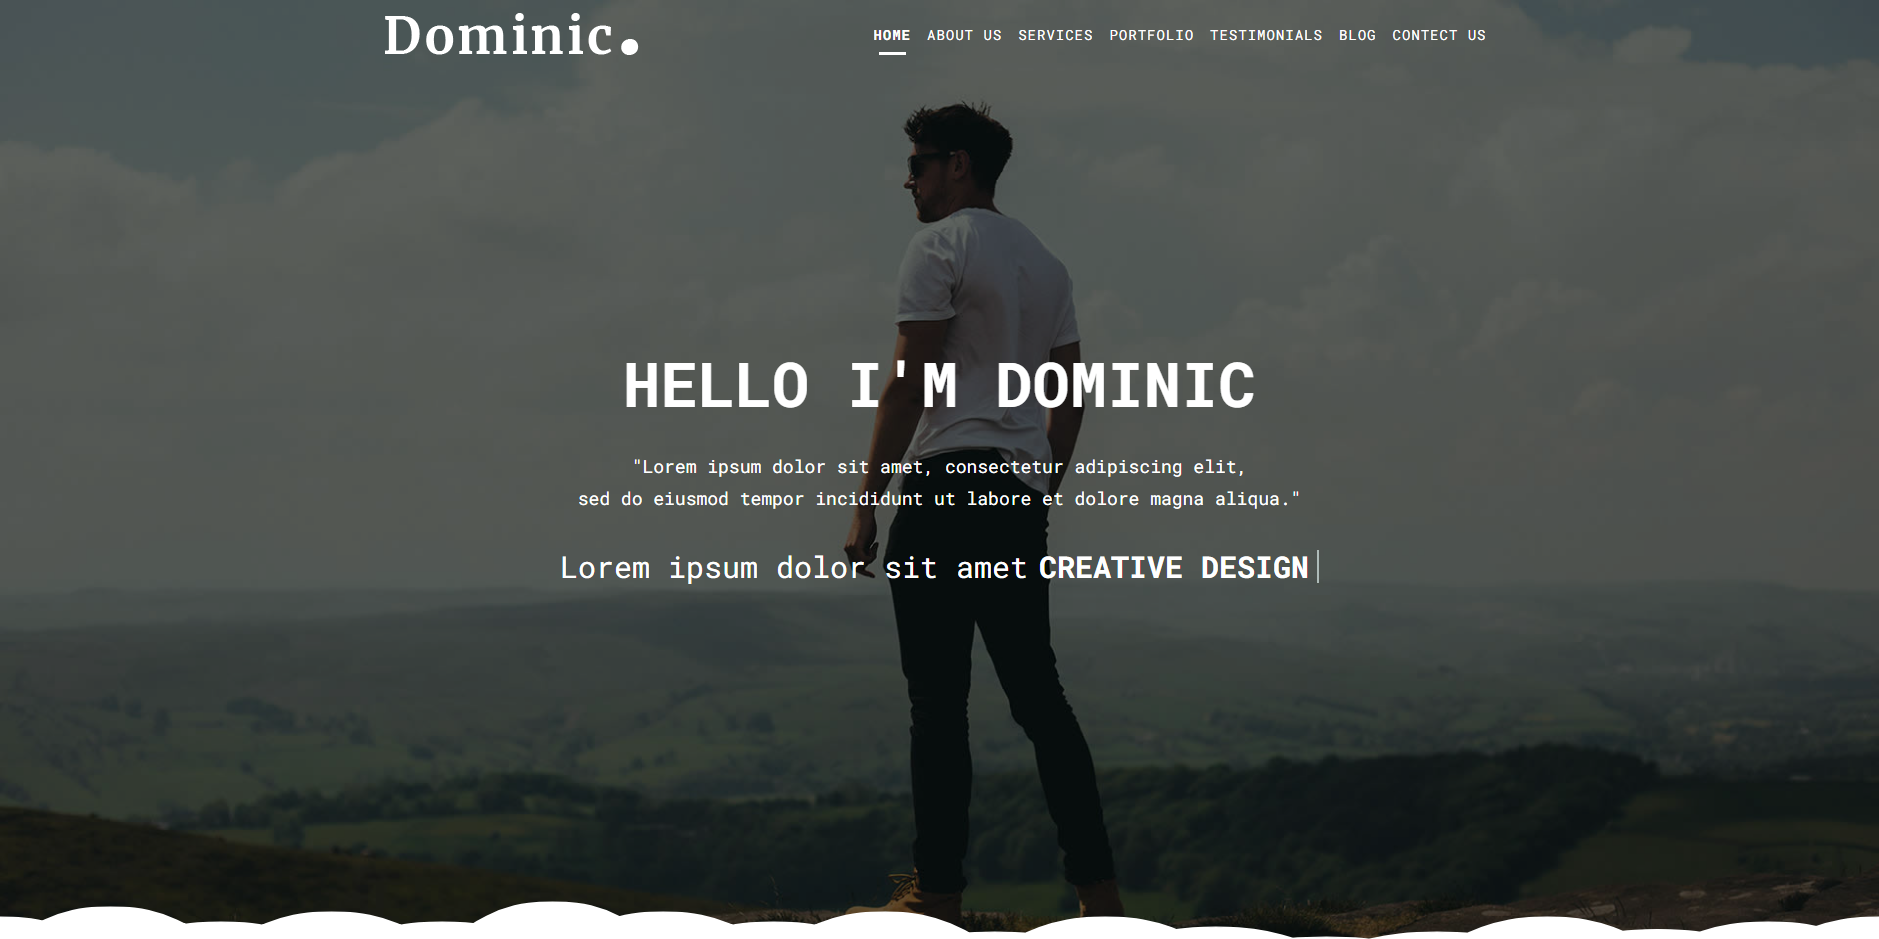 Dominic.
HOME ABOUT US SERVICES PORTFOLIO TESTIMONIALS BLOG CONTACT US
HELLO I'M DOMINIC
"Lorem ipsum dolor sit amet, consectetur adipiscing elit,
sed do eiusmod tempor incididunt ut labore et dolore magna aliqua."
Lorem ipsum dolor sit amet CREATIVE DESIGN